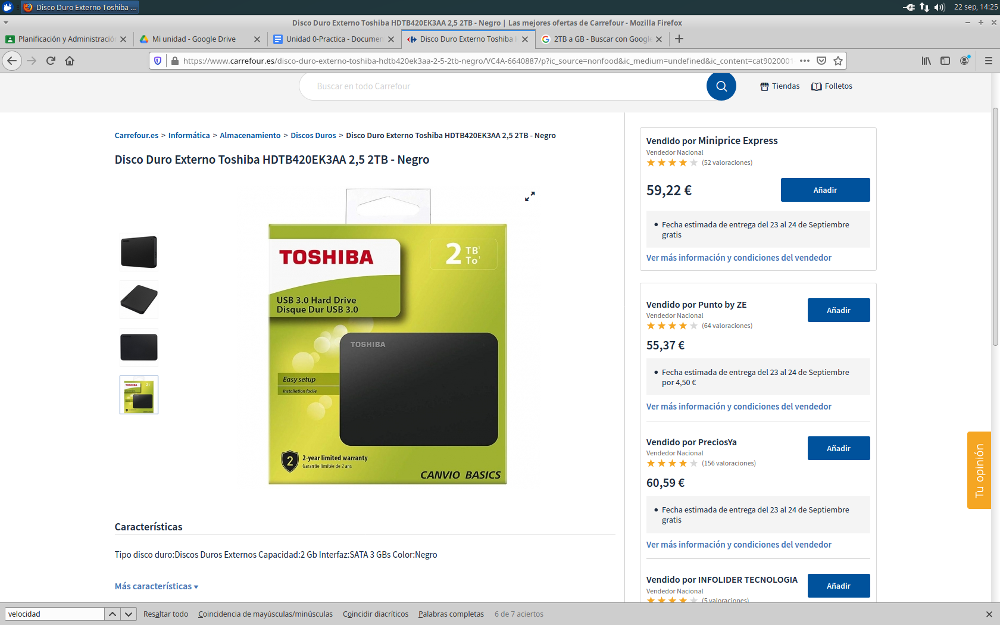 Disco Duro Externo Toshiba ...
22 sep, 14:25
Disco Duro Externo Toshiba HDTB420EK3AA 2,5 2TB - Negro | Las mejores ofertas de Carrefour - Mozilla Firefox
Planificación y Administració
Mi unidad - Google Drive
Unidad 0-Practica - Documen
Disco Duro Externo Toshiba
2TB a GB - Buscar con Google
https://www.carrefour.es/disco-duro-externo-toshiba-hdtb420ek3aa-2-5-2tb-negro/VC4A-6640887/p?ic_source=nonfood&ic_medium=undefined&ic_content=cat9020001
Buscar en todo Carrefour
Tiendas
Folletos
Carrefour.es > Informática > Almacenamiento > Discos Duros > Disco Duro Externo Toshiba HDTB420EK3AA 2,5 2TB - Negro
Disco Duro Externo Toshiba HDTB420EK3AA 2,5 2TB - Negro
TOSHIBA
2 TB¹
To¹
USB 3.0 Hard Drive
Disque Dur USB 3.0
TOSHIBA
Easy setup
Installation facile
2
2-year limited warranty
Garantie limitée de 2 ans
CANVIO BASICS
TOSHIBA
2
Características
Tipo disco duro:Discos Duros Externos Capacidad:2 Gb Interfaz:SATA 3 GBs Color:Negro
Más características
Vendido por Miniprice Express
Vendedor Nacional
(52 valoraciones)
59,22 €
Añadir
• Fecha estimada de entrega del 23 al 24 de Septiembre
gratis
Ver más información y condiciones del vendedor
Vendido por Punto by ZE
Añadir
Vendedor Nacional
(64 valoraciones)
55,37 €
• Fecha estimada de entrega del 23 al 24 de Septiembre
por 4,50 €
Ver más información y condiciones del vendedor
Vendido por PreciosYa
Añadir
Vendedor Nacional
(156 valoraciones)
60,59 €
• Fecha estimada de entrega del 23 al 24 de Septiembre
gratis
Ver más información y condiciones del vendedor
Vendido por INFOLIDER TECNOLOGIA
Añadir
Vendedor Nacional
(5 valoraciones)
Tu opinión
velocidad
Resaltar todo
Coincidencia de mayúsculas/minúsculas
Coincidir diacríticos
Palabras completas
6 de 7 aciertos